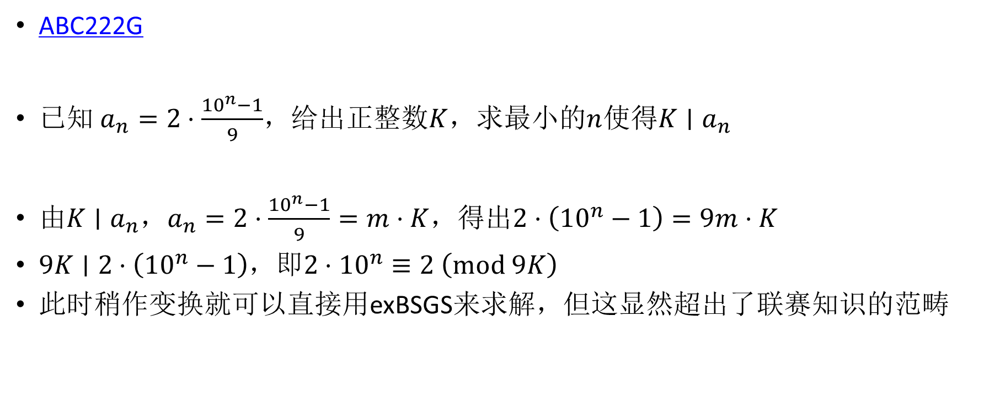 • ABC222G
• 已知 $a_n = 2 \cdot \frac{10^n-1}{9}$，给出正整数$K$，求最小的$n$使得$K \mid a_n$
• 由$K \mid a_n$，$a_n = 2 \cdot \frac{10^n-1}{9} = m \cdot K$，得出$2 \cdot (10^n - 1) = 9m \cdot K$
• $9K \mid 2 \cdot (10^n - 1)$，即$2 \cdot 10^n \equiv 2 \pmod{9K}$
• 此时稍作变换就可以直接用exBSGS来求解，但这显然超出了联赛知识的范畴